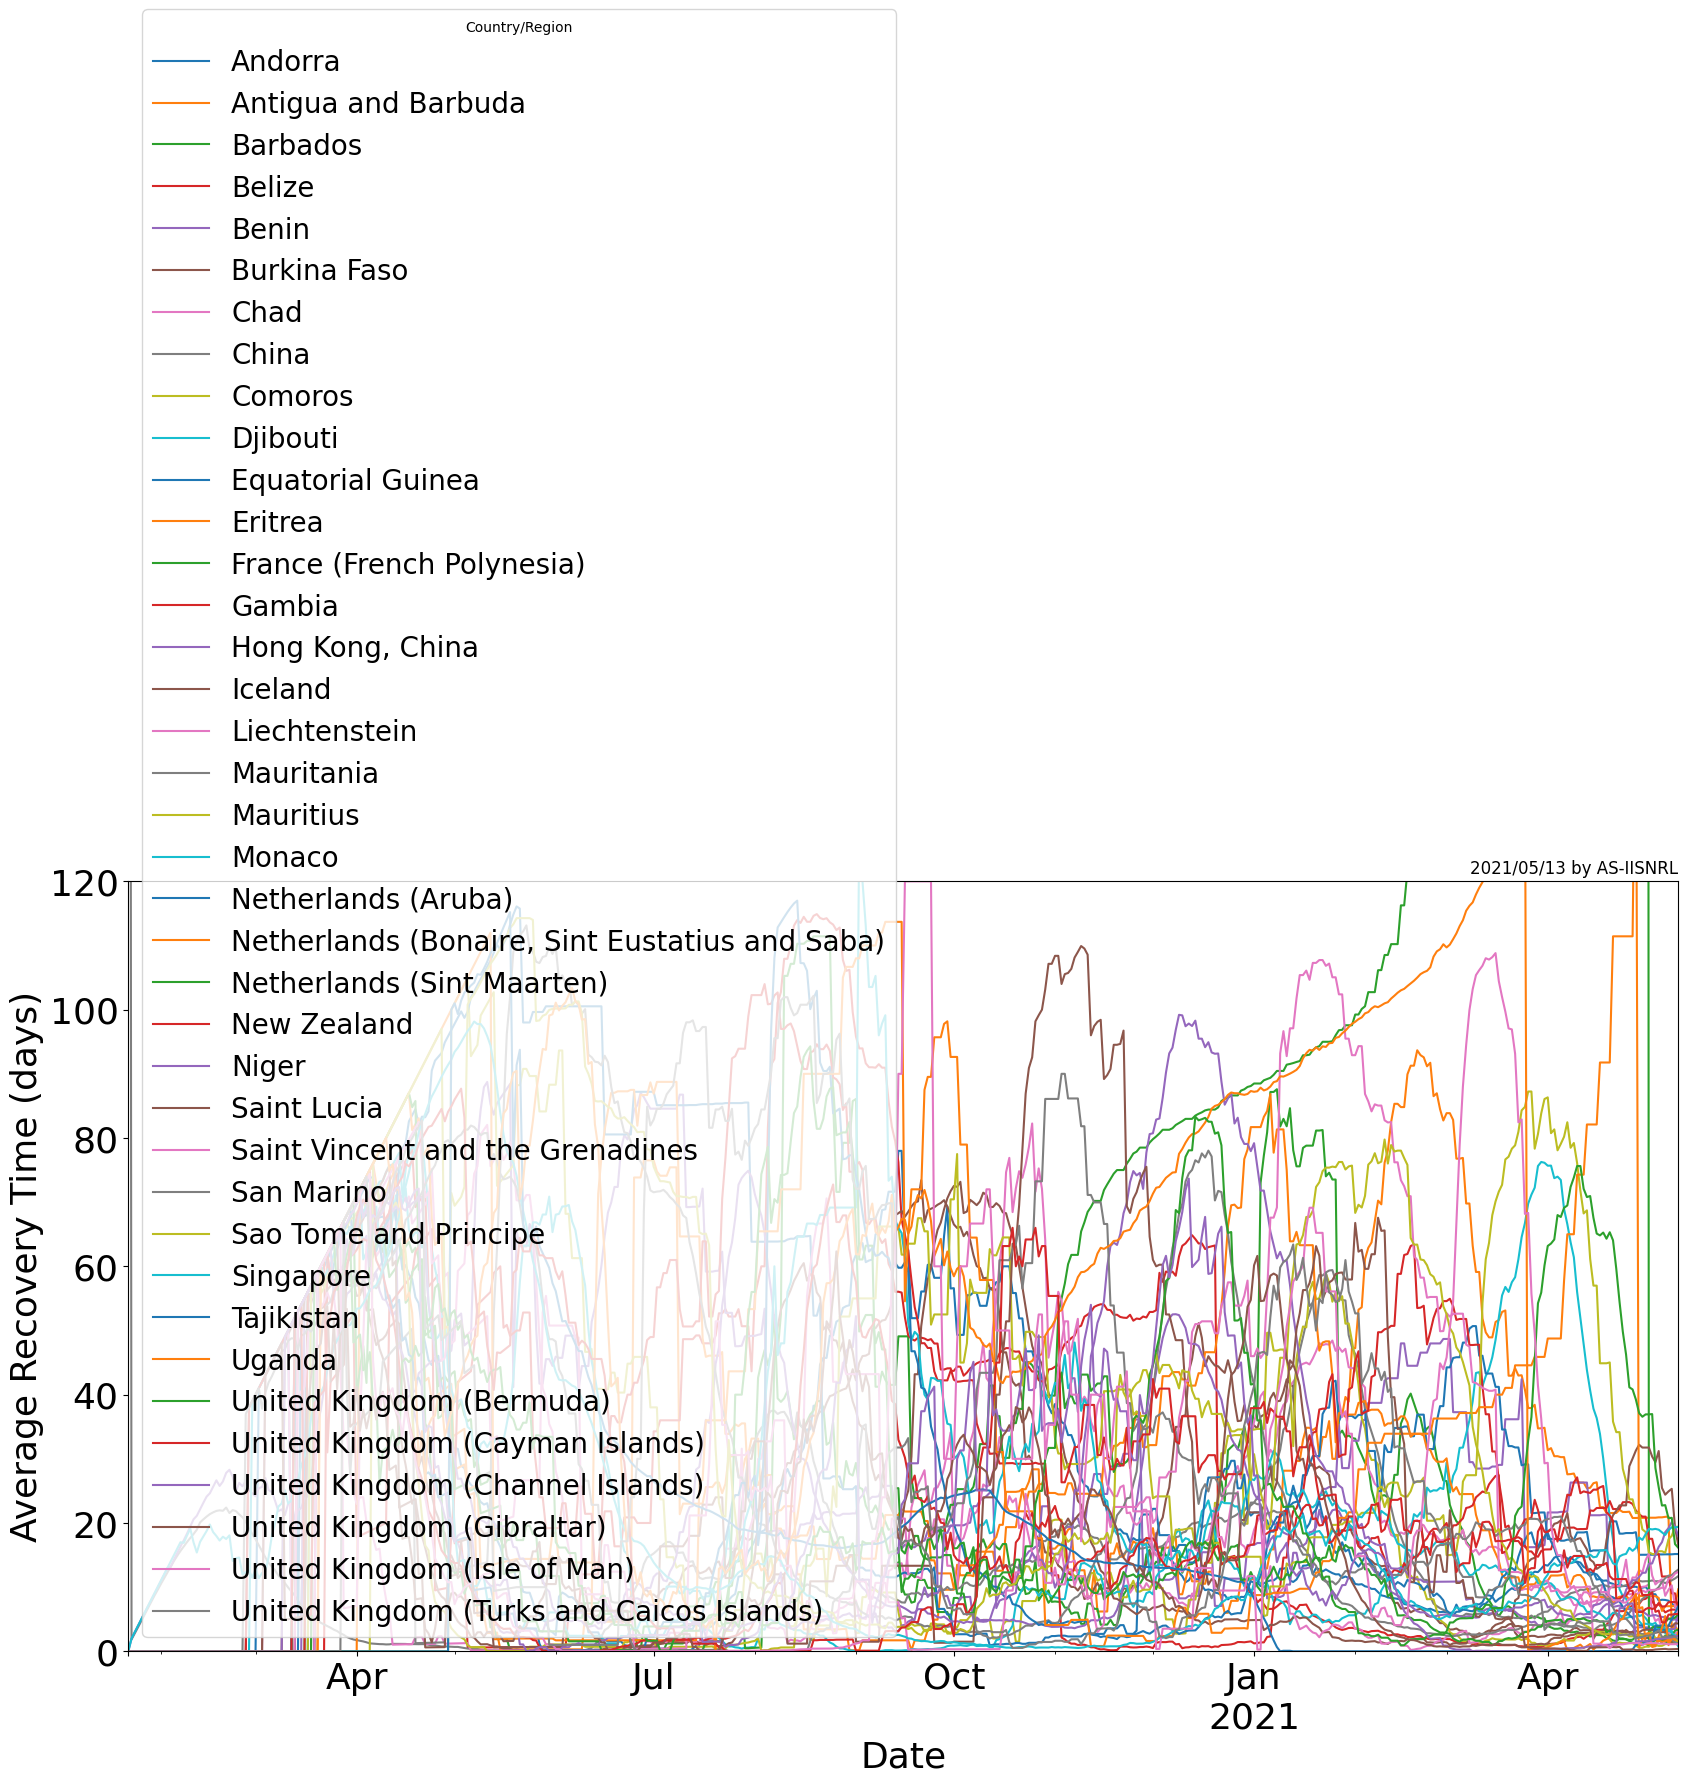 Country/Region
Andorra
Antigua and Barbuda
Barbados
Belize
Benin
Burkina Faso
Chad
China
Comoros
Djibouti
Equatorial Guinea
Eritrea
France (French Polynesia)
Gambia
Hong Kong, China
Iceland
Liechtenstein
Mauritania
Mauritius
Monaco
Netherlands (Aruba)
Netherlands (Bonaire, Sint Eustatius and Saba)
Netherlands (Sint Maarten)
New Zealand
Niger
Saint Lucia
Saint Vincent and the Grenadines
San Marino
Sao Tome and Principe
Singapore
Tajikistan
Uganda
United Kingdom (Bermuda)
United Kingdom (Cayman Islands)
United Kingdom (Channel Islands)
United Kingdom (Gibraltar)
United Kingdom (Isle of Man)
United Kingdom (Turks and Caicos Islands)
2021/05/13 by AS-IISNRL
120
100
80
60
40
20
0
Average Recovery Time (days)
Apr Jul Oct Jan Apr
2021
Date